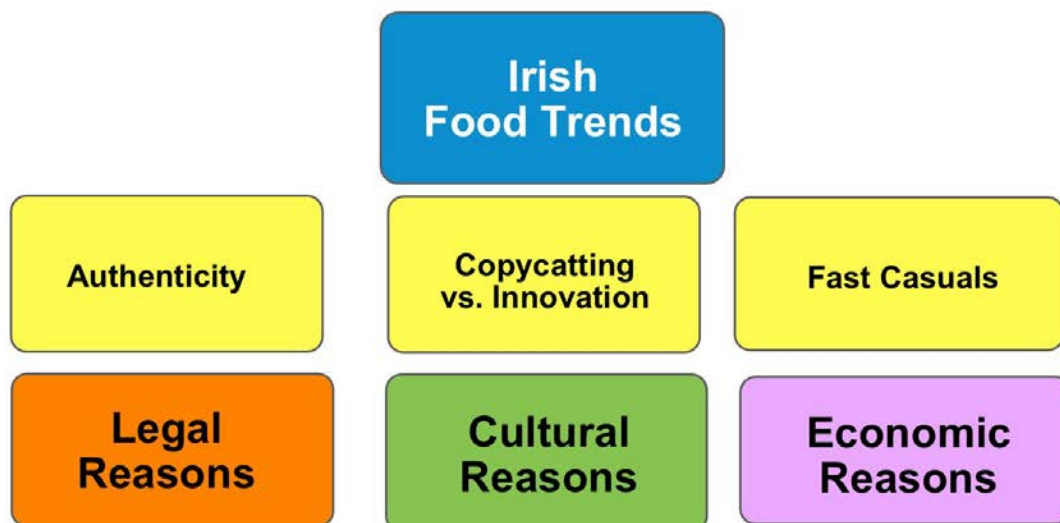 Irish
Food Trends
Authenticity
Copycatting
vs. Innovation
Fast Casuals
Legal
Reasons
Cultural
Reasons
Economic
Reasons